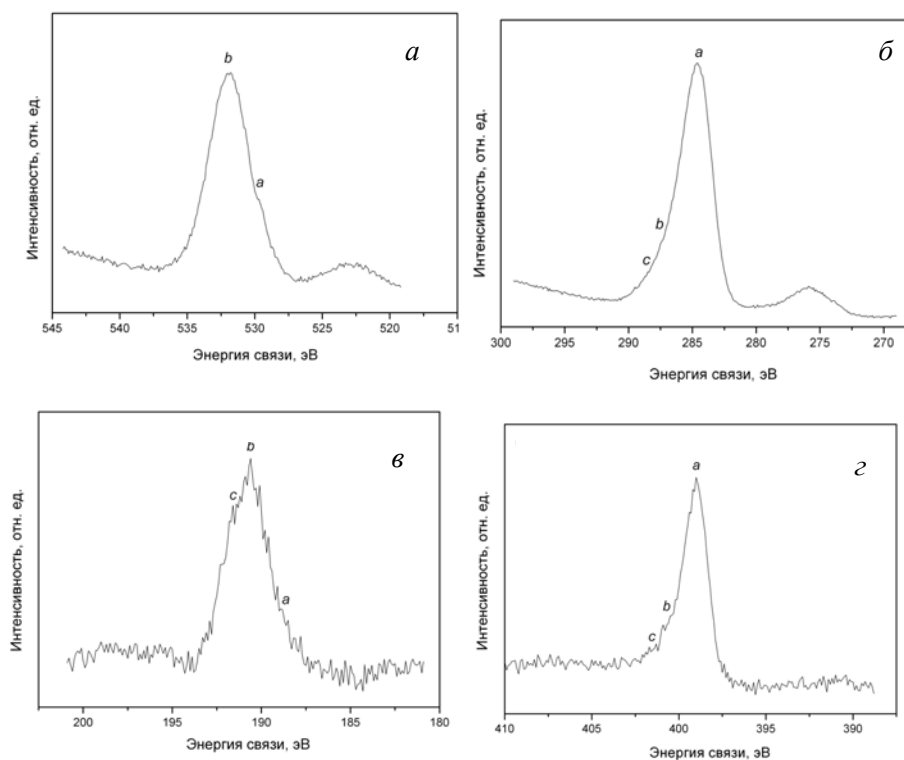 а
b
a
Интенсивность, отн. ед.
545 540 535 530 525 520 51
Энергия связи, эВ
б
a
b
c
Интенсивность, отн. ед.
300 295 290 285 280 275 270
Энергия связи, эВ
в
b
c
a
Интенсивность, отн. ед.
200 195 190 185 180
Энергия связи, эВ
г
a
b
c
Интенсивность, отн. ед.
410 405 400 395 390
Энергия связи, эВ